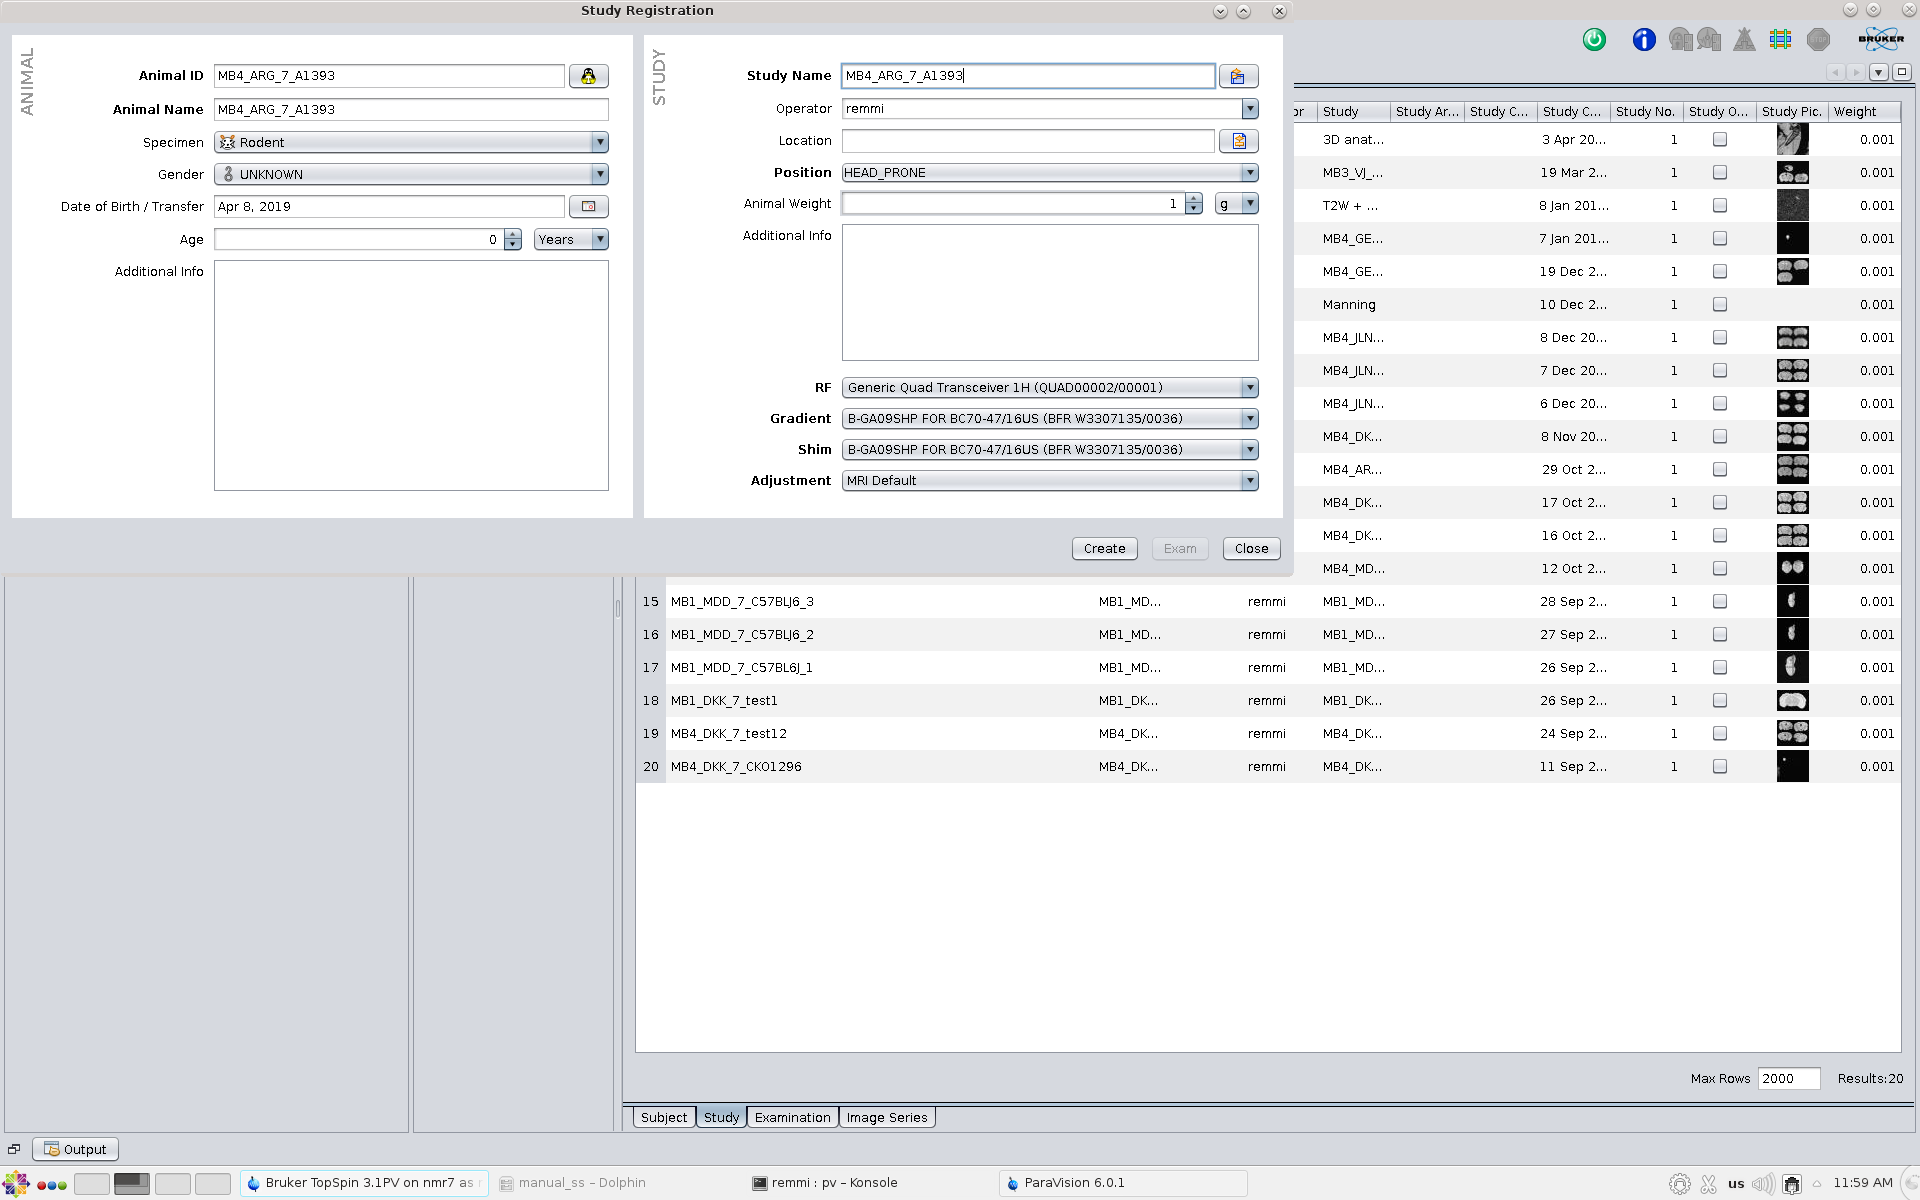 Study Registration
ANIMAL
Animal ID MB4_ARG_7_A1393
Animal Name MB4_ARG_7_A1393
Specimen Rodent
Gender UNKNOWN
Date of Birth / Transfer Apr 8, 2019
Age 0 Years
Additional Info
STUDY
Study Name MB4_ARG_7_A1393
Operator remmi
Location
Position HEAD_PRONE
Animal Weight 1 g
Additional Info
RF Generic Quad Transceiver 1H (QUAD00002/00001)
Gradient B-GA09SHP FOR BC70-47/16US (BFR W3307135/0036)
Shim B-GA09SHP FOR BC70-47/16US (BFR W3307135/0036)
Adjustment MRI Default
Create Exam Close
BRUKER
or Study Study Ar... Study C... Study C... Study No. Study O... Study Pic. Weight
3D anat... 3 Apr 20... 1 0.001
MB3_VJ_... 19 Mar 2... 1 0.001
T2W + ... 8 Jan 201... 1 0.001
MB4_GE... 7 Jan 201... 1 0.001
MB4_GE... 19 Dec 2... 1 0.001
Manning 10 Dec 2... 1 0.001
MB4_JLN... 8 Dec 20... 1 0.001
MB4_JLN... 7 Dec 20... 1 0.001
MB4_JLN... 6 Dec 20... 1 0.001
MB4_DK... 8 Nov 20... 1 0.001
MB4_AR... 29 Oct 2... 1 0.001
MB4_DK... 17 Oct 2... 1 0.001
MB4_DK... 16 Oct 2... 1 0.001
MB4_MD... 12 Oct 2... 1 0.001
15 MB1_MDD_7_C57BLJ6_3 MB1_MD... remmi MB1_MD... 28 Sep 2... 1 0.001
16 MB1_MDD_7_C57BLJ6_2 MB1_MD... remmi MB1_MD... 27 Sep 2... 1 0.001
17 MB1_MDD_7_C57BL6J_1 MB1_MD... remmi MB1_MD... 26 Sep 2... 1 0.001
18 MB1_DKK_7_test1 MB1_DK... remmi MB1_DK... 26 Sep 2... 1 0.001
19 MB4_DKK_7_test12 MB4_DK... remmi MB4_DK... 24 Sep 2... 1 0.001
20 MB4_DKK_7_CKO1296 MB4_DK... remmi MB4_DK... 11 Sep 2... 1 0.001
Max Rows 2000 Results:20
Subject Study Examination Image Series
Output
Bruker TopSpin 3.1PV on nmr7 as
manual_ss – Dolphin
remmi : pv – Konsole
ParaVision 6.0.1
us
11:59 AM